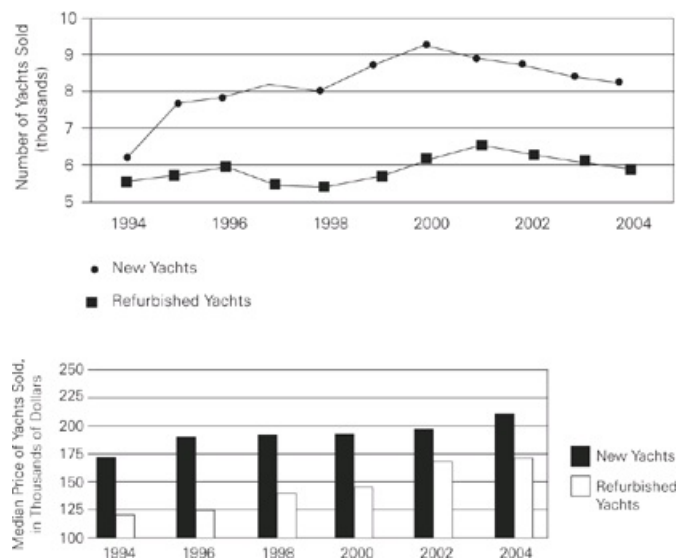 Number of Yachts Sold
(thousands)
10
9
8
7
6
5
1994
1996
1998
2000
2002
2004
New Yachts
Refurbished Yachts
Median Price of Yachts Sold,
in Thousands of Dollars
250
225
200
175
150
125
100
1994
1996
1998
2000
2002
2004
New Yachts
Refurbished
Yachts